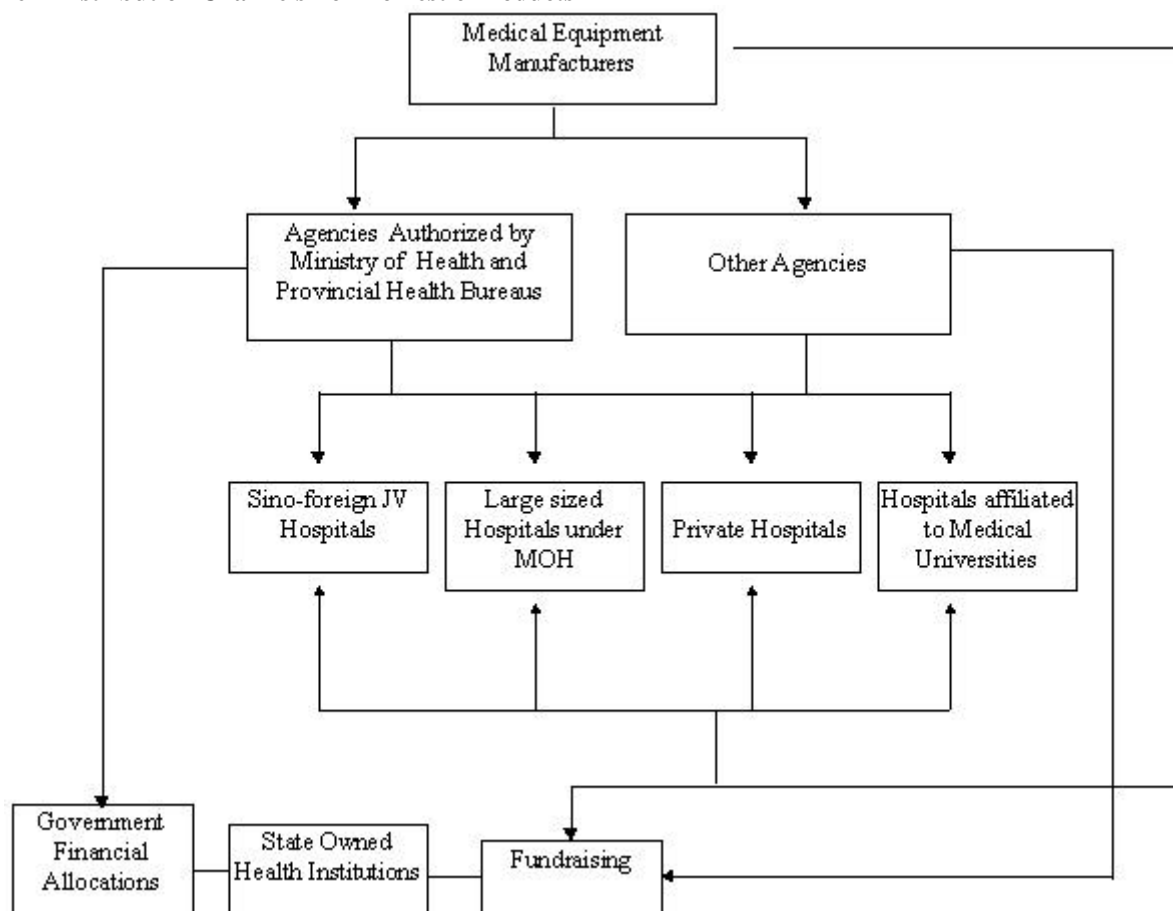 Medical Equipment
Manufacturers
Agencies Authorized by
Ministry of Health and
Provincial Health Bureaus
Other Agencies
Sino-foreign JV
Hospitals
Large sized
Hospitals under
MOH
Private Hospitals
Hospitals affiliated
to Medical
Universities
Government
Financial
Allocations
State Owned
Health Institutions
Fundraising